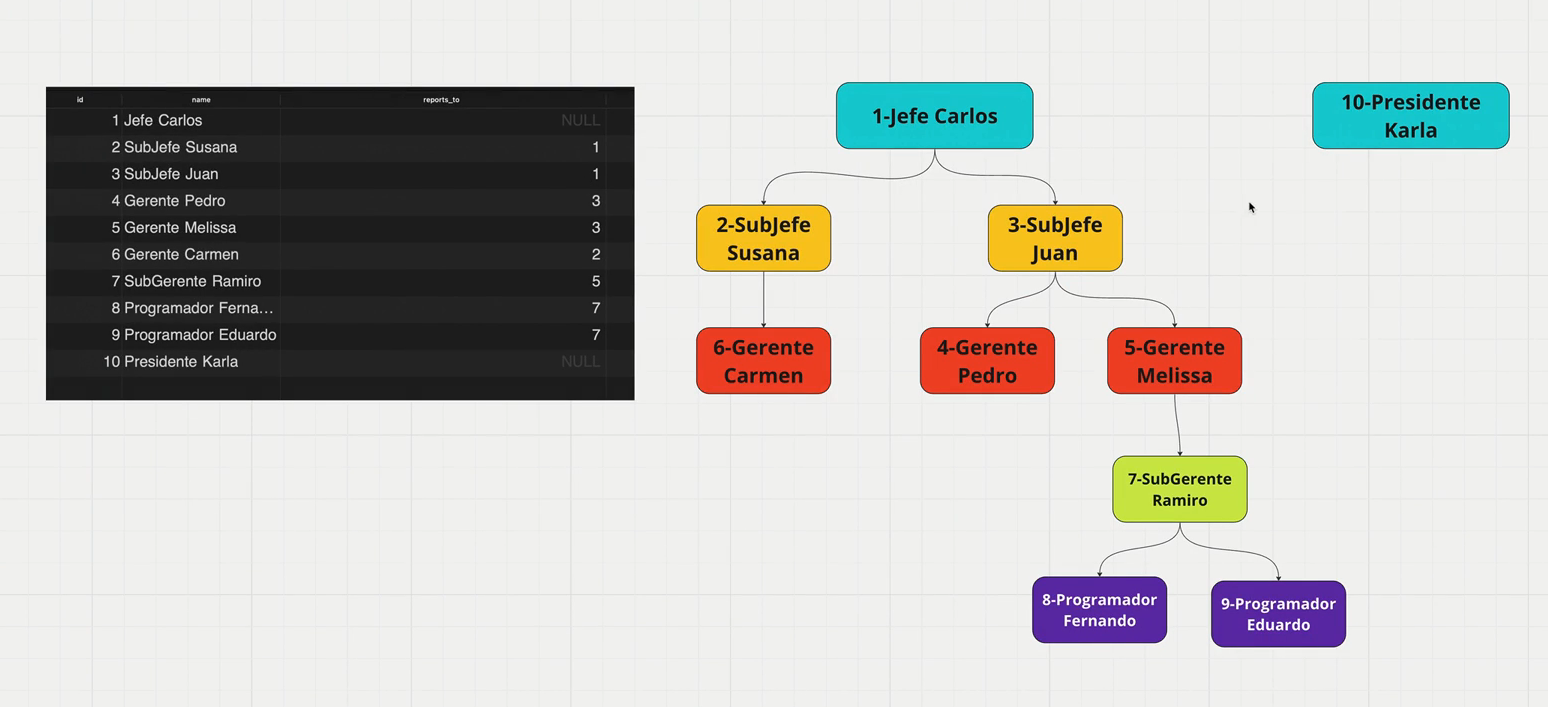 id name reports_to
1 Jefe Carlos NULL
2 SubJefe Susana 1
3 SubJefe Juan 1
4 Gerente Pedro 3
5 Gerente Melissa 3
6 Gerente Carmen 2
7 SubGerente Ramiro 5
8 Programador Ferna... 7
9 Programador Eduardo 7
10 Presidente Karla NULL
1-Jefe Carlos
10-Presidente
Karla
2-SubJefe
Susana
3-SubJefe
Juan
6-Gerente
Carmen
4-Gerente
Pedro
5-Gerente
Melissa
7-SubGerente
Ramiro
8-Programador
Fernando
9-Programador
Eduardo